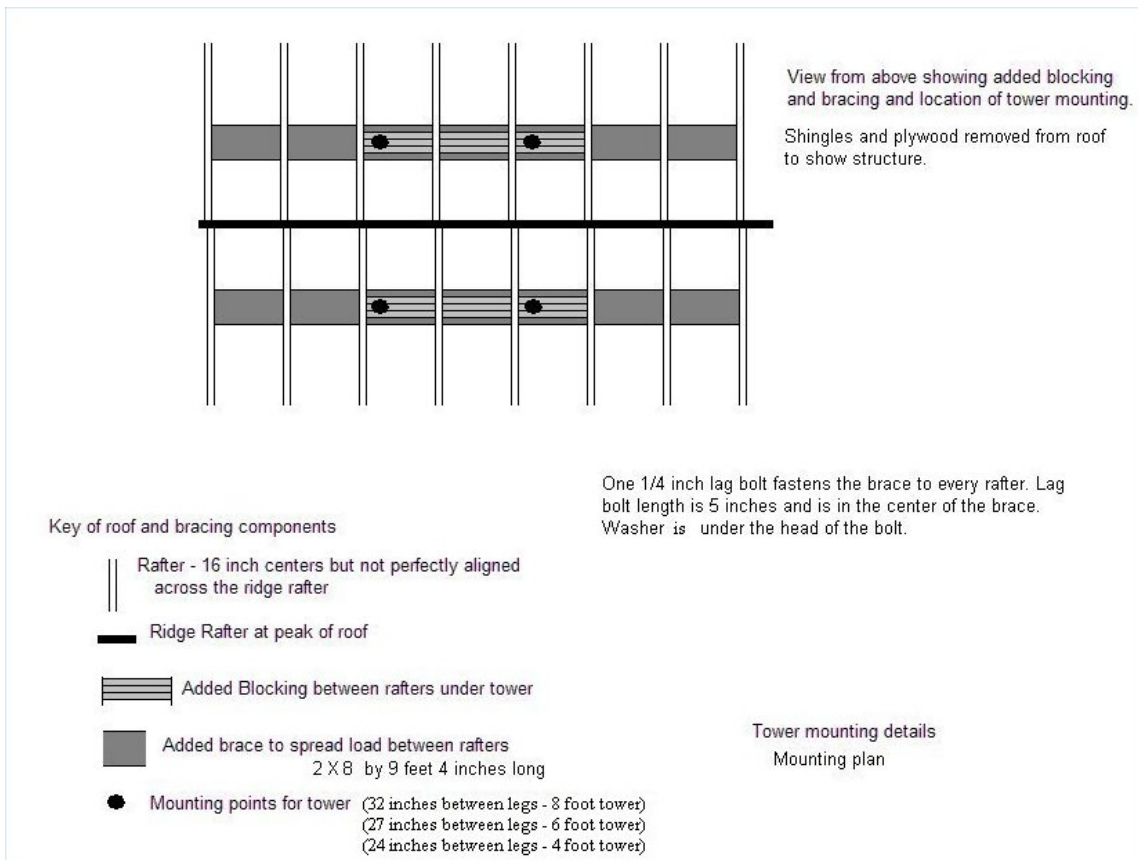 View from above showing added blocking
and bracing and location of tower mounting.
Shingles and plywood removed from roof
to show structure.
One 1/4 inch lag bolt fastens the brace to every rafter. Lag
bolt length is 5 inches and is in the center of the brace.
Washer is under the head of the bolt.
Key of roof and bracing components
Rafter - 16 inch centers but not perfectly aligned
across the ridge rafter
Ridge Rafter at peak of roof
Added Blocking between rafters under tower
Added brace to spread load between rafters
2 X 8 by 9 feet 4 inches long
Mounting points for tower (32 inches between legs - 8 foot tower)
(27 inches between legs - 6 foot tower)
(24 inches between legs - 4 foot tower)
Tower mounting details
Mounting plan